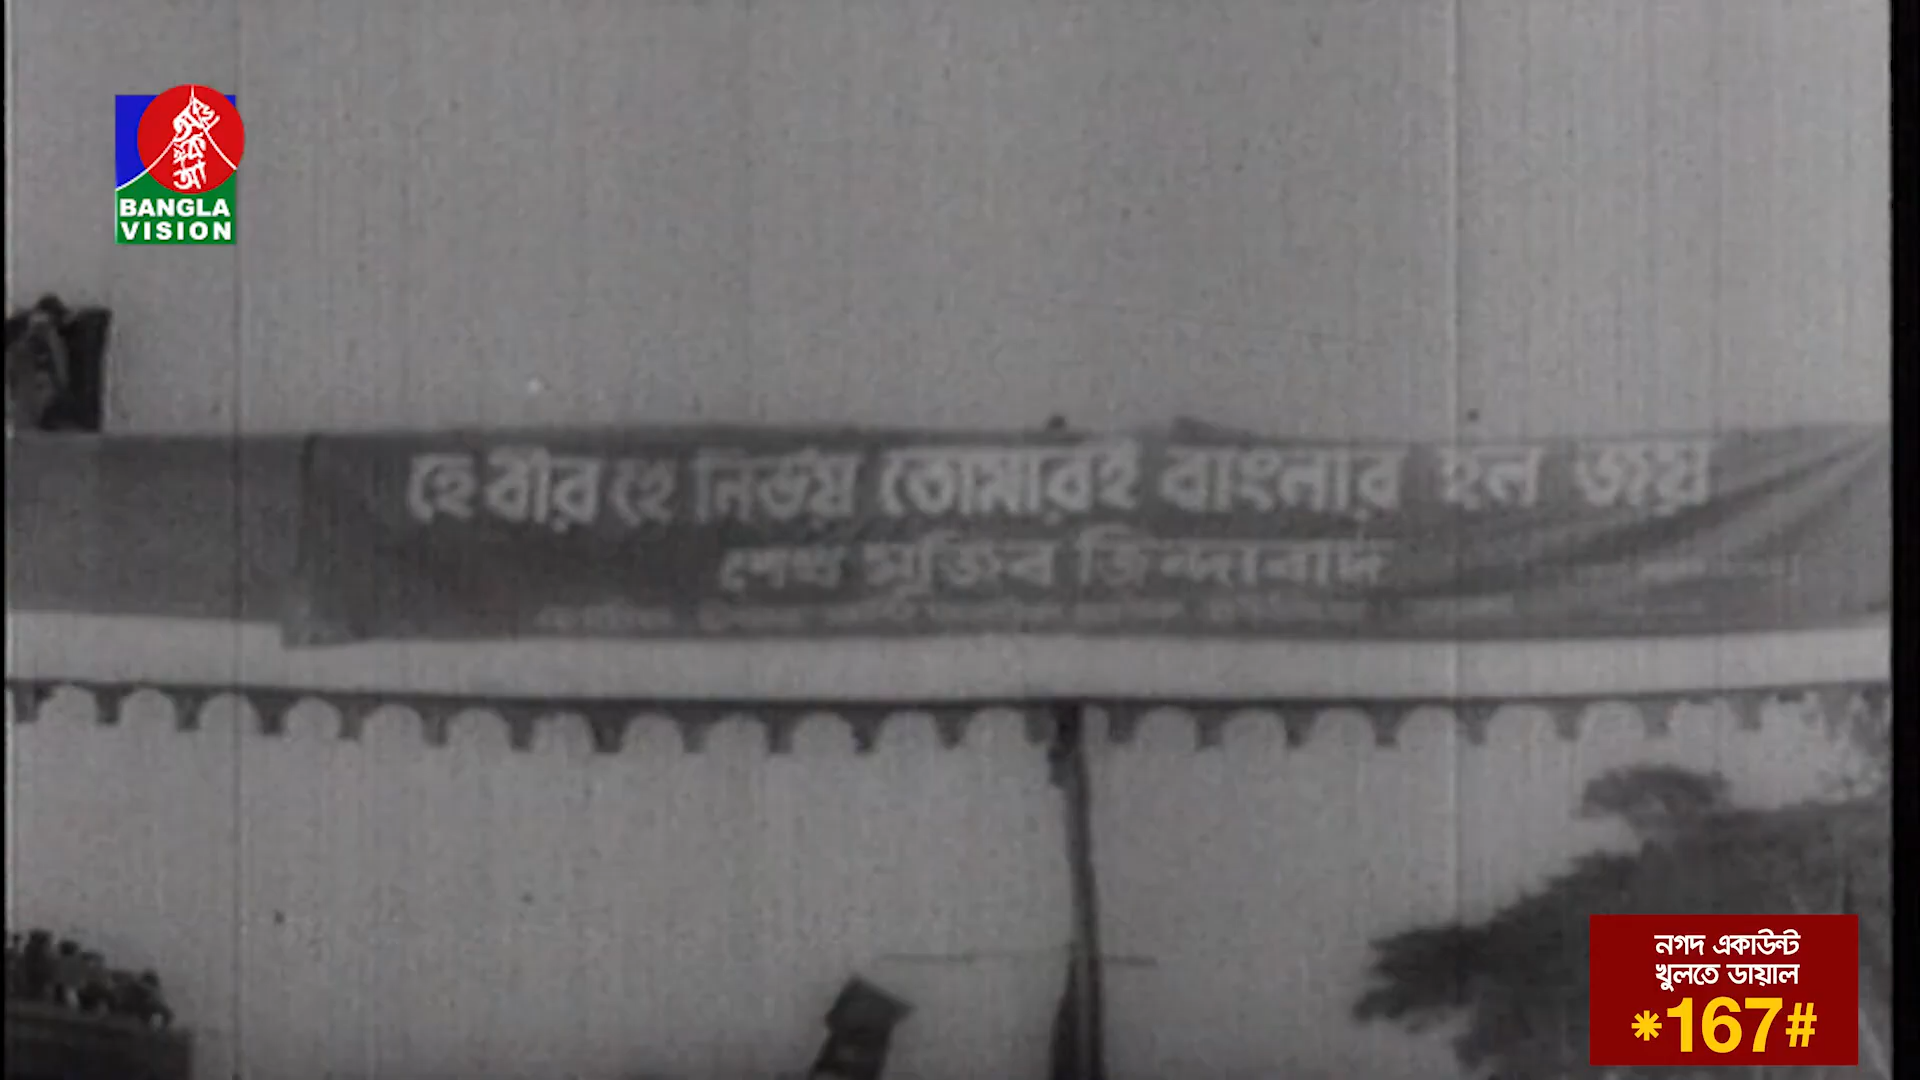 BANGLA
VISION
হে বীর হে নির্ভয় তোমারই বাংলার হল জয়
শেখ মুজিব জিন্দাবাদ
নগদ একাউন্ট
খুলতে ডায়াল
*167#